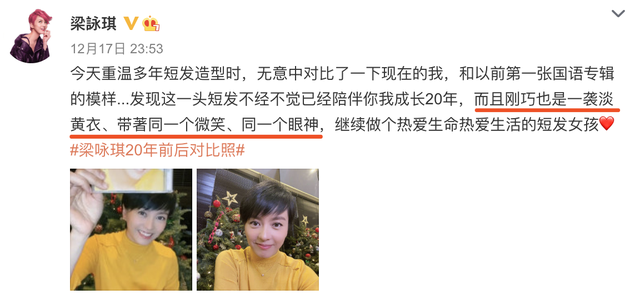 梁詠琪
12月17日 23:53
今天重温多年短发造型时，无意中对比了一下现在的我，和以前第一张国语专辑
的模样...发现这一头短发不经不觉已经陪伴你我成长20年，而且刚巧也是一袭淡
黄衣、带著同一个微笑、同一个眼神，继续做个热爱生命热爱生活的短发女孩❤️
#梁咏琪20年前后对比照#